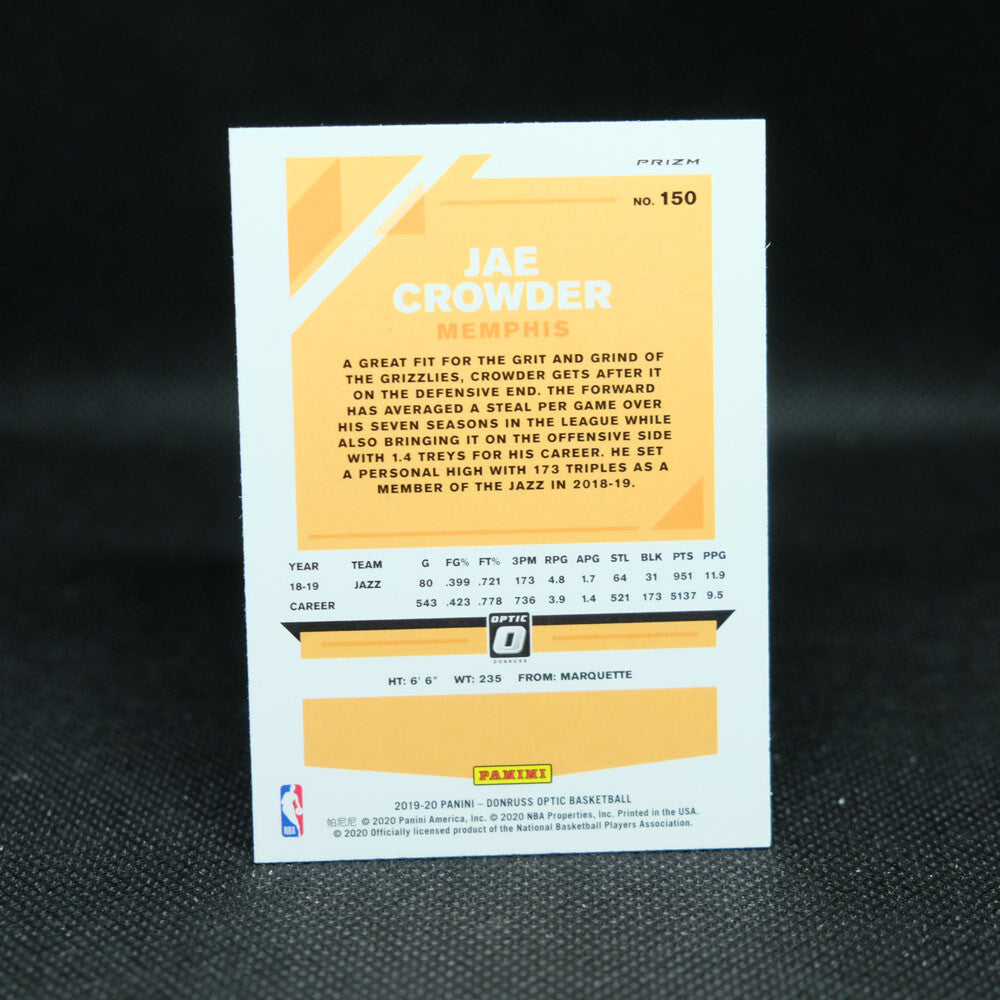 PRIZM
NO. 150
JAE
CROWDER
MEMPHIS
A GREAT FIT FOR THE GRIT AND GRIND OF
THE GRIZZLIES, CROWDER GETS AFTER IT
ON THE DEFENSIVE END. THE FORWARD
HAS AVERAGED A STEAL PER GAME OVER
HIS SEVEN SEASONS IN THE LEAGUE WHILE
ALSO BRINGING IT ON THE OFFENSIVE SIDE
WITH 1.4 TREYS FOR HIS CAREER. HE SET
A PERSONAL HIGH WITH 173 TRIPLES AS A
MEMBER OF THE JAZZ IN 2018-19.
YEAR TEAM G FG% FT% 3PM RPG APG STL BLK PTS PPG
18-19 JAZZ 80 .399 .721 173 4.8 1.7 64 31 951 11.9
CAREER 543 .423 .778 736 3.9 1.4 521 173 5137 9.5
OPTIC
O
DONRUSS
HT: 6' 6" WT: 235 FROM: MARQUETTE
PANINI
2019-20 PANINI – DONRUSS OPTIC BASKETBALL
帕尼尼 © 2020 Panini America, Inc. © 2020 NBA Properties, Inc. Printed in the USA.
© 2020 Officially licensed product of the National Basketball Players Association.
NBA